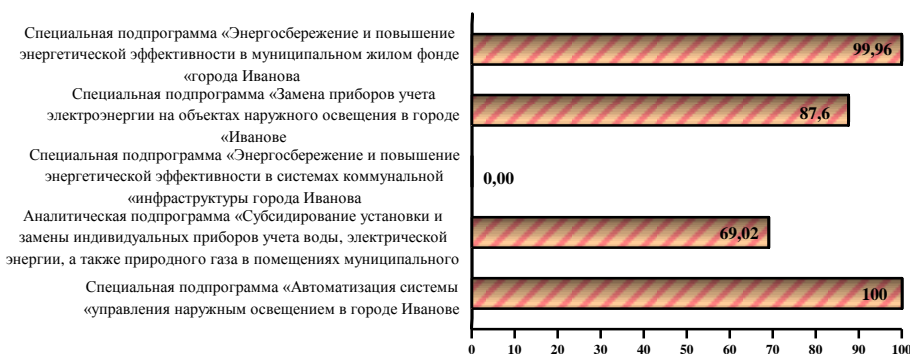 Специальная подпрограмма «Энергосбережение и повышение
энергетической эффективности в муниципальном жилом фонде
«города Иванова
99,96
Специальная подпрограмма «Замена приборов учета
электроэнергии на объектах наружного освещения в городе
«Иванове
87,6
Специальная подпрограмма «Энергосбережение и повышение
энергетической эффективности в системах коммунальной
«инфраструктуры города Иванова
0,00
Аналитическая подпрограмма «Субсидирование установки и
замены индивидуальных приборов учета воды, электрической
энергии, а также природного газа в помещениях муниципального
69,02
Специальная подпрограмма «Автоматизация системы
«управления наружным освещением в городе Иванове
100
0 10 20 30 40 50 60 70 80 90 100